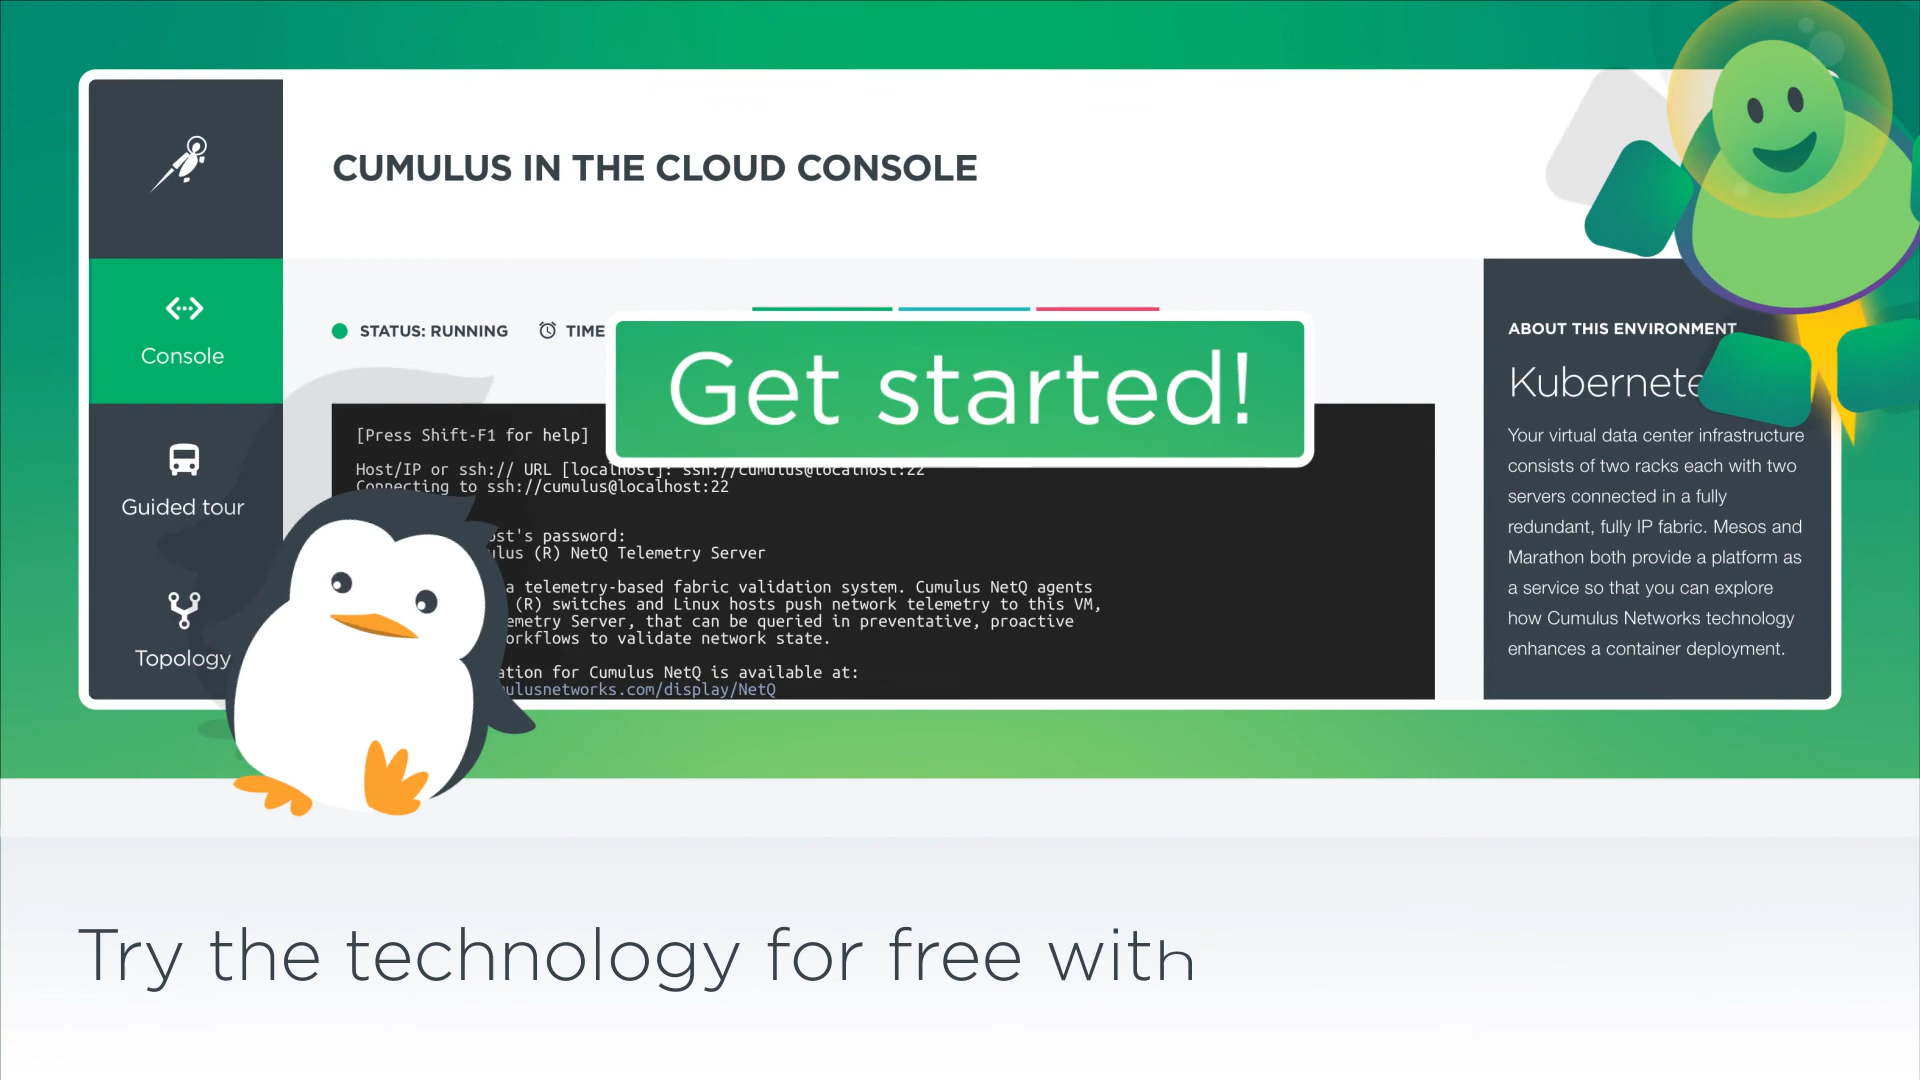 CUMULUS IN THE CLOUD CONSOLE
Console
Guided tour
Topology
STATUS: RUNNING
TIME
Get started!
[Press Shift-F1 for help]
Host/IP or ssh:// URL [localhost]: ssh://cumulus@localhost:22
Connecting to ssh://cumulus@localhost:22
password:
(R) NetQ Telemetry Server
a telemetry-based fabric validation system. Cumulus NetQ agents
(R) switches and Linux hosts push network telemetry to this VM,
Server, that can be queried in preventative, proactive
to validate network state.
for Cumulus NetQ is available at:
ulusnetworks.com/display/NetQ
ABOUT THIS ENVIRONMENT
Your virtual data center infrastructure
consists of two racks each with two
servers connected in a fully
redundant, fully IP fabric. Mesos and
Marathon both provide a platform as
a service so that you can explore
how Cumulus Networks technology
enhances a container deployment.
Try the technology for free with